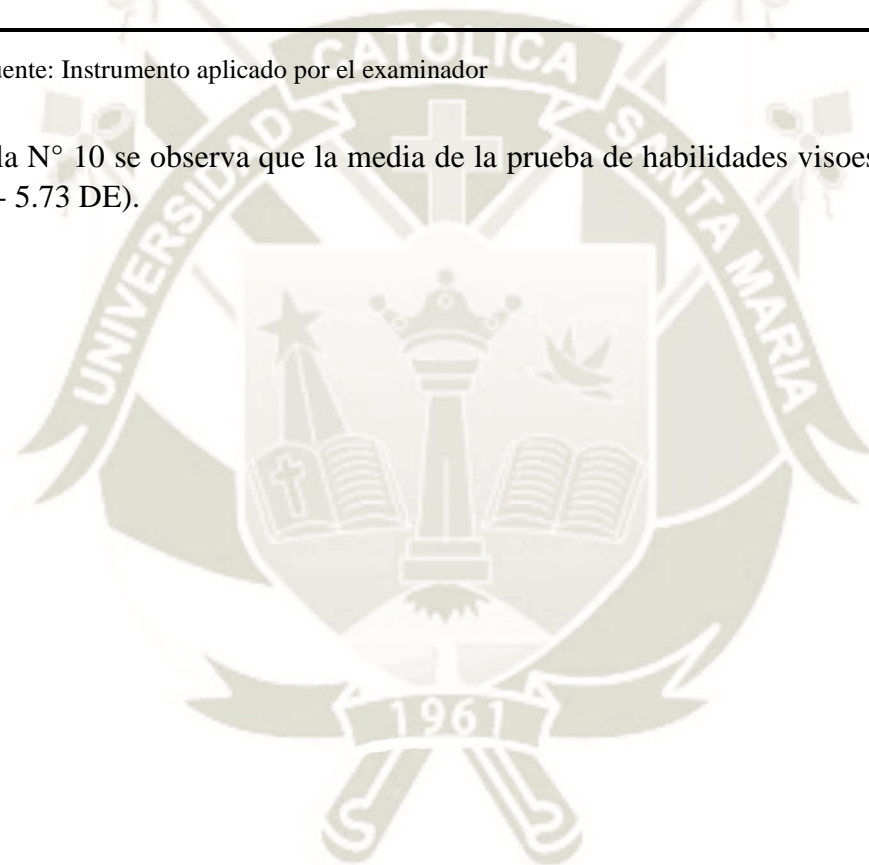 uente: Instrumento aplicado por el examinador
la N° 10 se observa que la media de la prueba de habilidades visoes
- 5.73 DE).
UNIVERSIDAD CATOLICA SANTA MARIA
1961